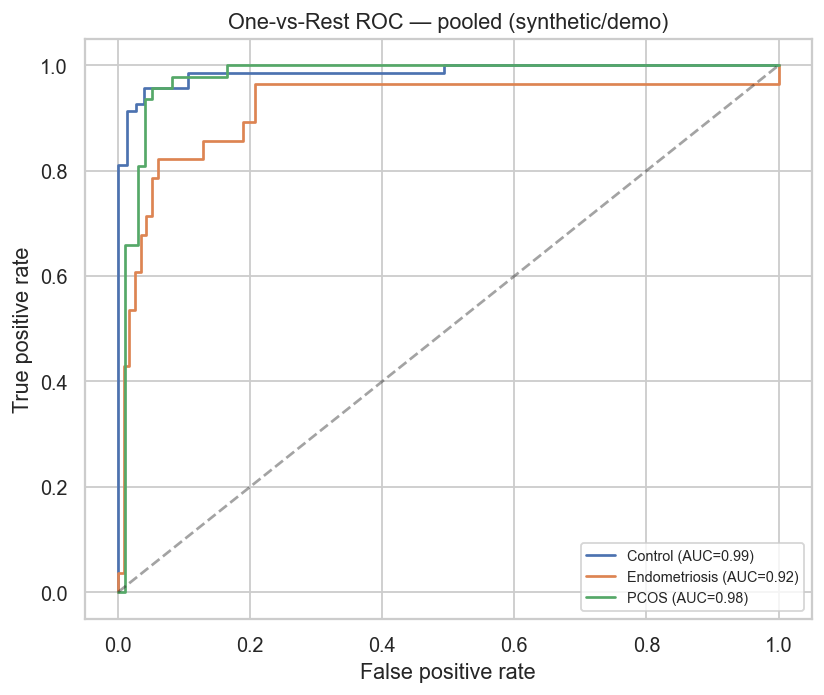 One-vs-Rest ROC — pooled (synthetic/demo)
True positive rate
1.0
0.8
0.6
0.4
0.2
0.0
Control (AUC=0.99)
Endometriosis (AUC=0.92)
PCOS (AUC=0.98)
0.0 0.2 0.4 0.6 0.8 1.0
False positive rate